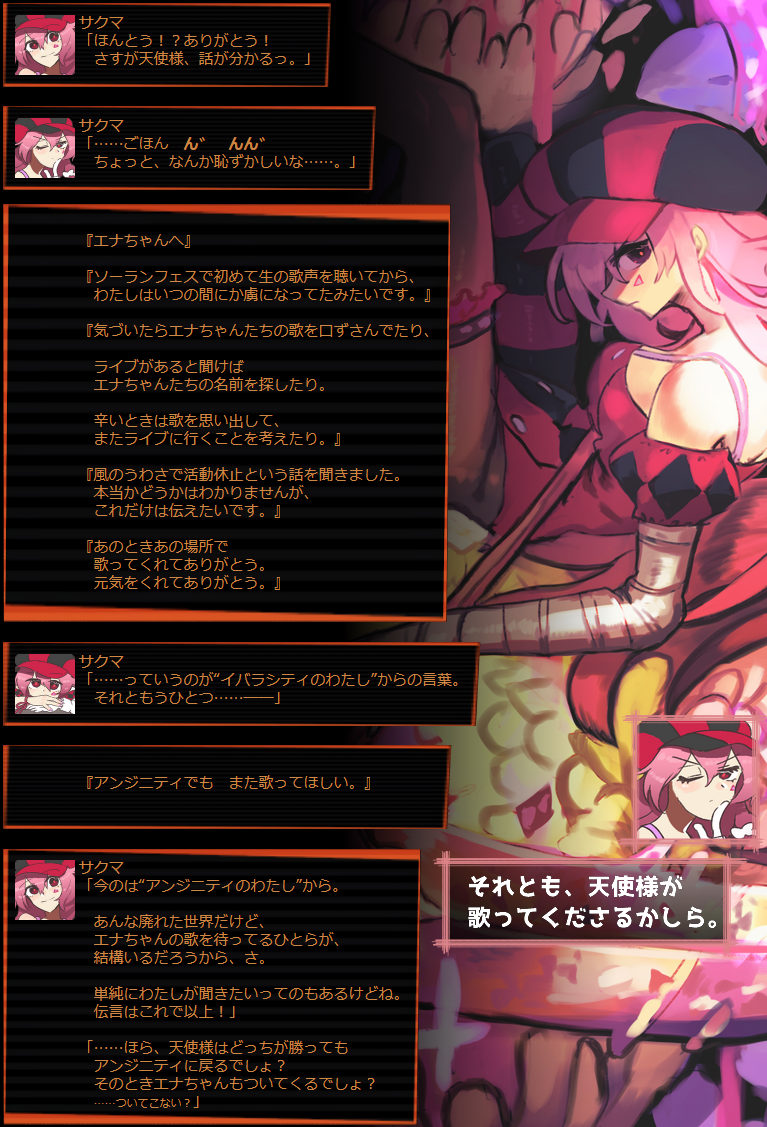 サクマ
「ほんとう！？ありがとう！
さすが天使様、話が分かるっ。」
サクマ
「……ごほん　ん゛　んん゛
ちょっと、なんか恥ずかしいな……。」
『エナちゃんへ』
『ソーランフェスで初めて生の歌声を聴いてから、
わたしはいつの間にか虜になってたみたいです。』
『気づいたらエナちゃんたちの歌を口ずさんでたり、
ライブがあると聞けば
エナちゃんたちの名前を探したり。
辛いときは歌を思い出して、
またライブに行くことを考えたり。』
『風のうわさで活動休止という話を聞きました。
本当かどうかはわかりませんが、
これだけは伝えたいです。』
『あのときあの場所で
歌ってくれてありがとう。
元気をくれてありがとう。』
サクマ
「……っていうのが“イバラシティのわたし”からの言葉。
それともうひとつ……――」
『アンジニティでも　また歌ってほしい。』
サクマ
「今のは“アンジニティのわたし”から。
あんな廃れた世界だけど、
エナちゃんの歌を待ってるひとらが、
結構いるだろうから、さ。
単純にわたしが聞きたいってのもあるけどね。
伝言はこれで以上！」
「……ほら、天使様はどっちが勝っても
アンジニティに戻るでしょ？
そのときエナちゃんもついてくるでしょ？
……ついてこない？」
それとも、天使様が
歌ってくださるかしら。